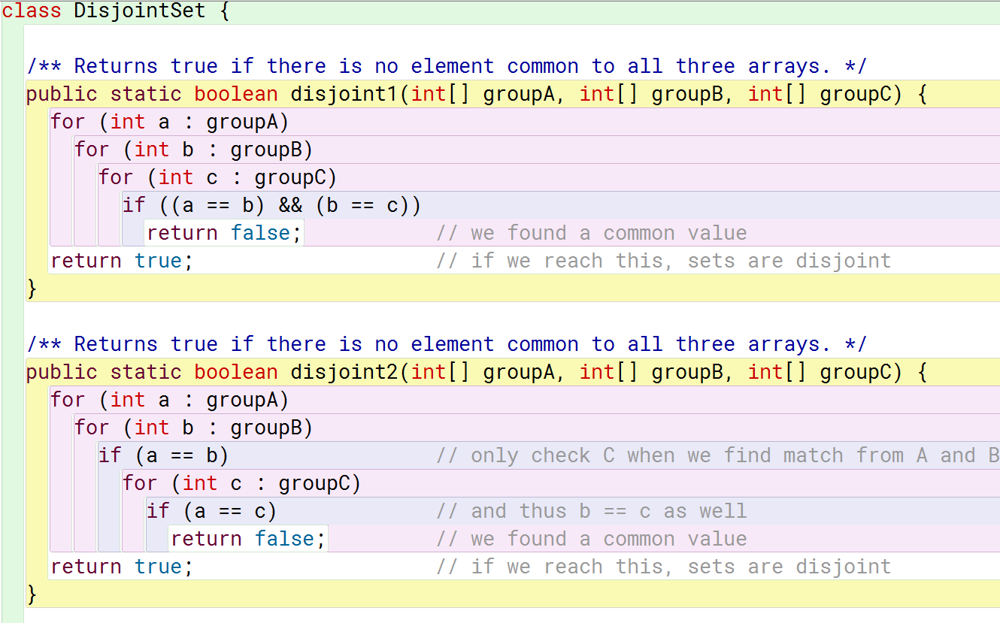 class DisjointSet {
/** Returns true if there is no element common to all three arrays. */
public static boolean disjoint1(int[] groupA, int[] groupB, int[] groupC) {
for (int a : groupA)
for (int b : groupB)
for (int c : groupC)
if ((a == b) && (b == c))
return false; // we found a common value
return true; // if we reach this, sets are disjoint
}
/** Returns true if there is no element common to all three arrays. */
public static boolean disjoint2(int[] groupA, int[] groupB, int[] groupC) {
for (int a : groupA)
for (int b : groupB)
if (a == b) // only check C when we find match from A and B
for (int c : groupC)
if (a == c) // and thus b == c as well
return false; // we found a common value
return true; // if we reach this, sets are disjoint
}